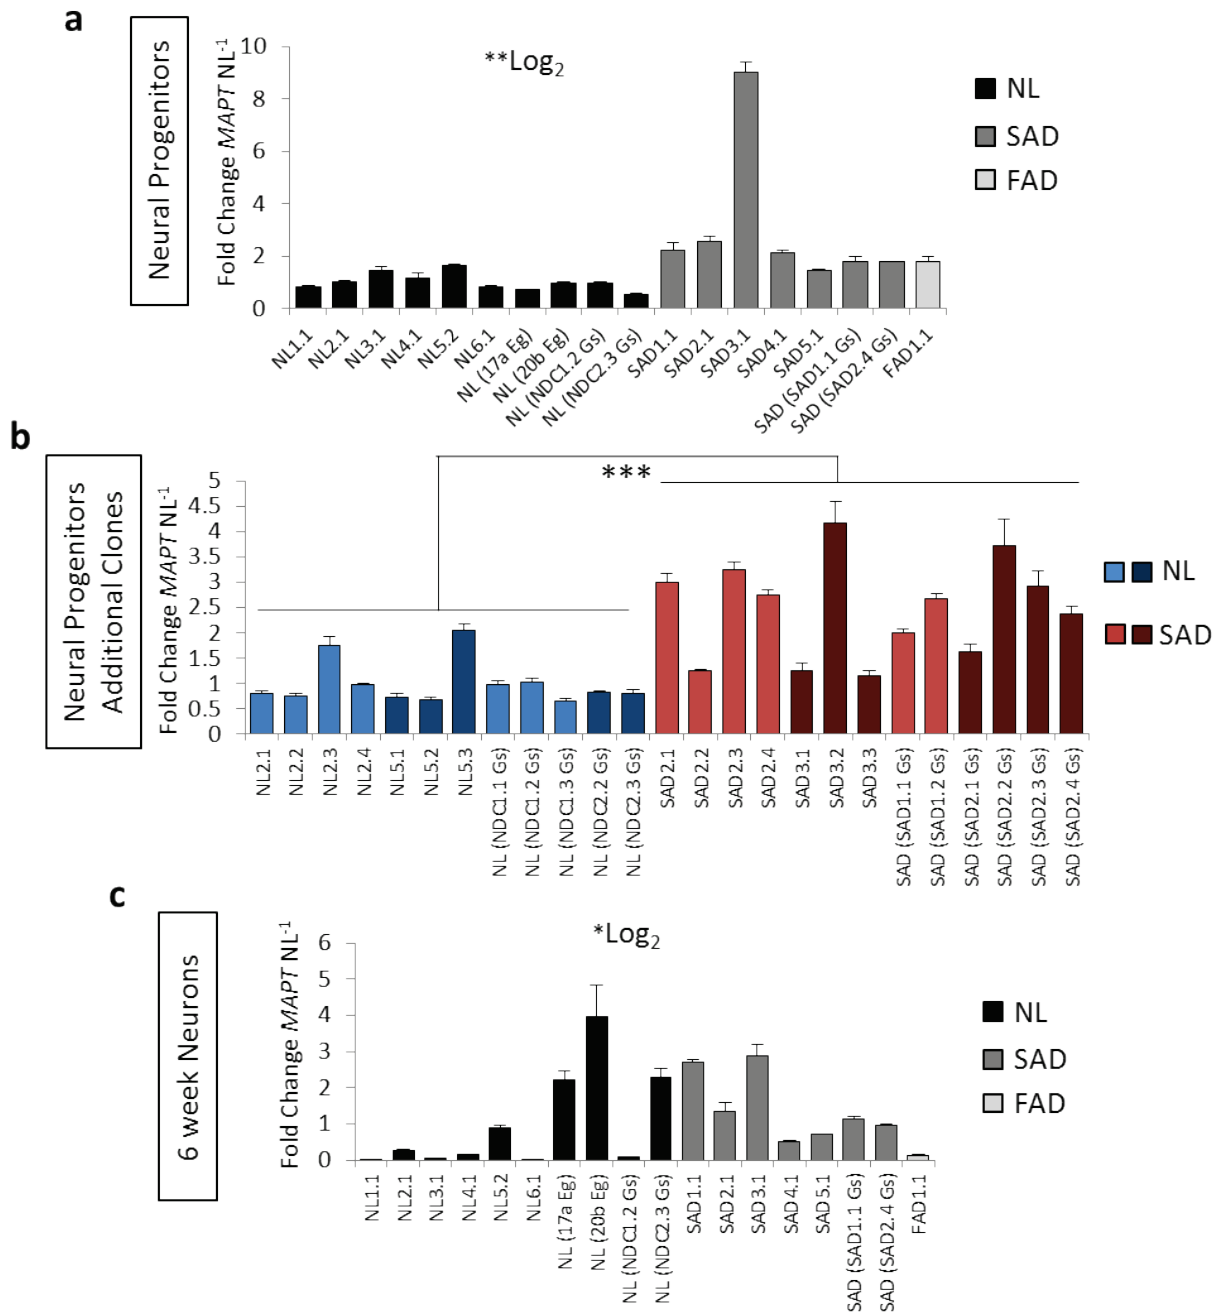 a
Neural Progenitors
Fold Change MAPT NL⁻¹
10
8
6
4
2
0
**Log₂
NL
SAD
FAD
NL1.1
NL2.1
NL3.1
NL4.1
NL5.2
NL6.1
NL (17a Eg)
NL (20b Eg)
NL (NDC1.2 Gs)
NL (NDC2.3 Gs)
SAD1.1
SAD2.1
SAD3.1
SAD4.1
SAD5.1
SAD (SAD1.1 Gs)
SAD (SAD2.4 Gs)
FAD1.1
b
Neural Progenitors
Additional Clones
Fold Change MAPT NL⁻¹
5
4.5
4
3.5
3
2.5
2
1.5
1
0.5
0
***
NL
SAD
NL2.1
NL2.2
NL2.3
NL2.4
NL5.1
NL5.2
NL5.3
NL (NDC1.1 Gs)
NL (NDC1.2 Gs)
NL (NDC1.3 Gs)
NL (NDC2.2 Gs)
NL (NDC2.3 Gs)
SAD2.1
SAD2.2
SAD2.3
SAD2.4
SAD3.1
SAD3.2
SAD3.3
SAD (SAD1.1 Gs)
SAD (SAD1.2 Gs)
SAD (SAD2.1 Gs)
SAD (SAD2.2 Gs)
SAD (SAD2.3 Gs)
SAD (SAD2.4 Gs)
c
6 week Neurons
Fold Change MAPT NL⁻¹
6
5
4
3
2
1
0
*Log₂
NL
SAD
FAD
NL1.1
NL2.1
NL3.1
NL4.1
NL5.2
NL6.1
NL (17a Eg)
NL (20b Eg)
NL (NDC1.2 Gs)
NL (NDC2.3 Gs)
SAD1.1
SAD2.1
SAD3.1
SAD4.1
SAD5.1
SAD (SAD1.1 Gs)
SAD (SAD2.4 Gs)
FAD1.1